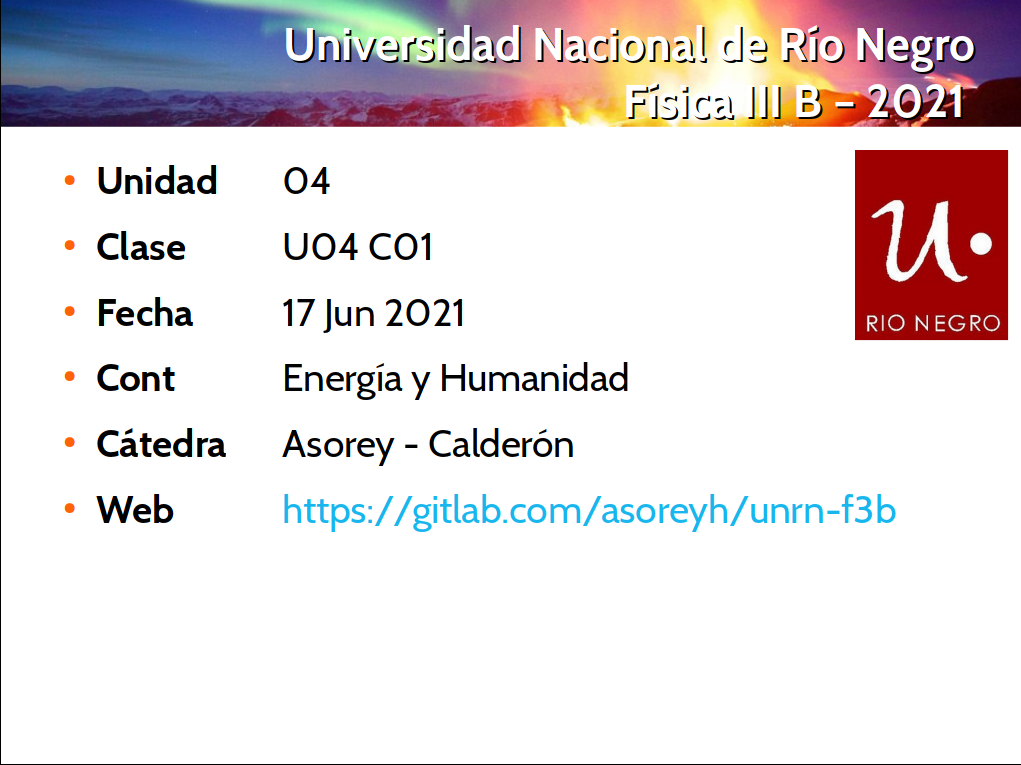 Universidad Nacional de Río Negro
Física III B – 2021
• Unidad 04
• Clase U04 C01
• Fecha 17 Jun 2021
• Cont Energía y Humanidad
• Cátedra Asorey - Calderón
• Web https://gitlab.com/asoreyh/unrn-f3b
u.
RIO NEGRO